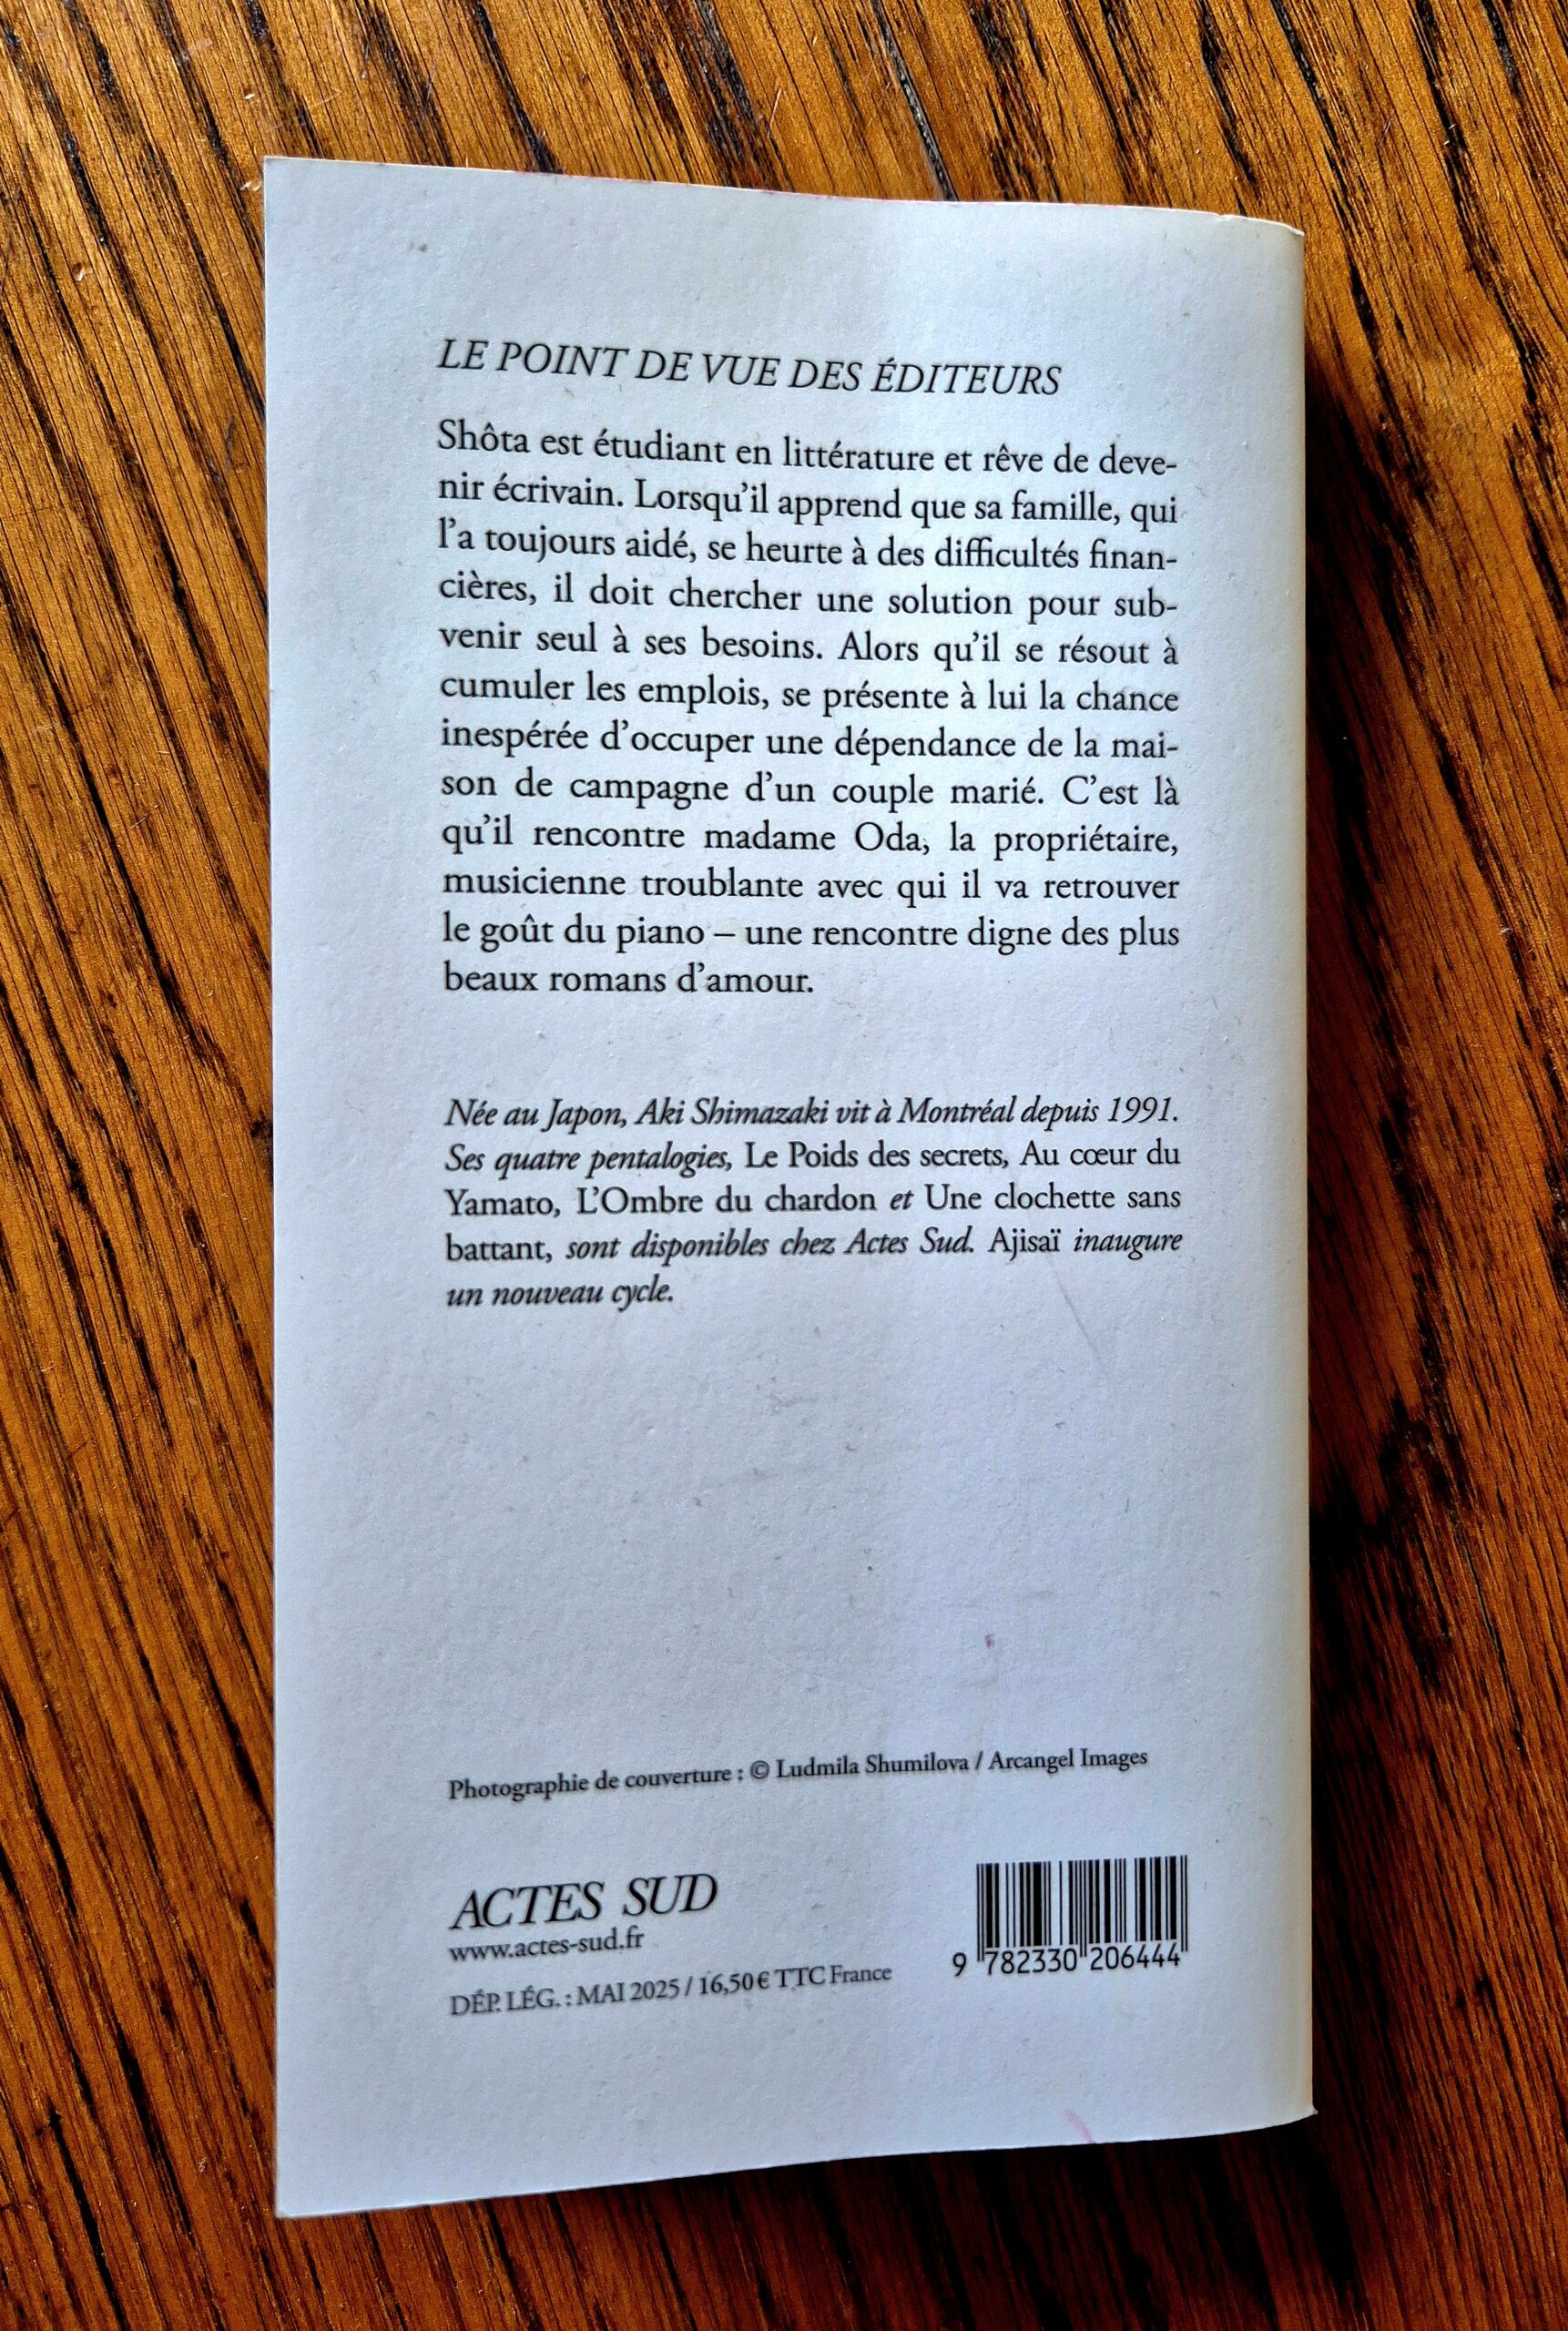 LE POINT DE VUE DES ÉDITEURS
Shôta est étudiant en littérature et rêve de deve-
nir écrivain. Lorsqu’il apprend que sa famille, qui
l’a toujours aidé, se heurte à des difficultés finan-
cières, il doit chercher une solution pour sub-
venir seul à ses besoins. Alors qu’il se résout à
cumuler les emplois, se présente à lui la chance
inespérée d’occuper une dépendance de la mai-
son de campagne d’un couple marié. C’est là
qu’il rencontre madame Oda, la propriétaire,
musicienne troublante avec qui il va retrouver
le goût du piano – une rencontre digne des plus
beaux romans d’amour.
Née au Japon, Aki Shimazaki vit à Montréal depuis 1991.
Ses quatre pentalogies, Le Poids des secrets, Au cœur du
Yamato, L’Ombre du chardon et Une clochette sans
battant, sont disponibles chez Actes Sud. Ajisaï inaugure
un nouveau cycle.
Photographie de couverture : © Ludmila Shumilova / Arcangel Images
ACTES SUD
www.actes-sud.fr
DÉP. LÉG. : MAI 2025 / 16,50 € TTC France
9 782330 206444